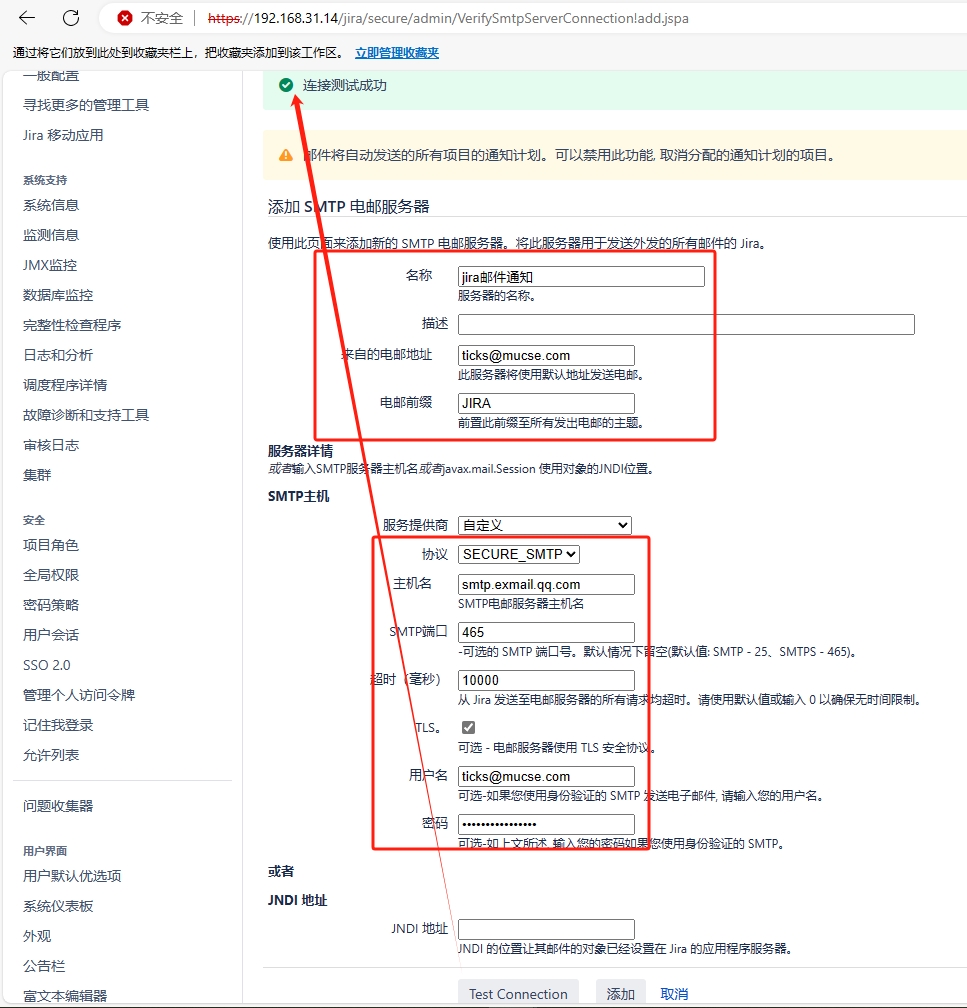 不安全
https://192.168.31.14/jira/secure/admin/VerifySmtpServerConnection!add.jspa
通过将它们放到此处到收藏夹栏上，把收藏夹添加到该工作区。 立即管理收藏夹
一般配置
寻找更多的管理工具
Jira 移动应用
系统支持
系统信息
监测信息
JMX监控
数据库监控
完整性检查程序
日志和分析
调度程序详情
故障诊断和支持工具
审核日志
集群
安全
项目角色
全局权限
密码策略
用户会话
SSO 2.0
管理个人访问令牌
记住我登录
允许列表
问题收集器
用户界面
用户默认优选项
系统仪表板
外观
公告栏
富文本编辑器
连接测试成功
邮件将自动发送的所有项目的通知计划。可以禁用此功能, 取消分配的通知计划的项目。
添加 SMTP 电邮服务器
使用此页面来添加新的 SMTP 电邮服务器。将此服务器用于发送外发的所有邮件的 Jira。
名称 jira邮件通知
服务器的名称。
描述
来自的电邮地址 ticks@mucse.com
此服务器将使用默认地址发送电邮。
电邮前缀 JIRA
前置此前缀至所有发出电邮的主题。
服务器详情
或者输入SMTP服务器主机名或者javax.mail.Session 使用对象的JNDI位置。
SMTP主机
服务提供商 自定义
协议 SECURE_SMTP
主机名 smtp.exmail.qq.com
SMTP电邮服务器主机名
SMTP端口 465
-可选的 SMTP 端口号。默认情况下留空(默认值: SMTP - 25、SMTPS - 465)。
超时（毫秒） 10000
从 Jira 发送至电邮服务器的所有请求均超时。请使用默认值或输入 0 以确保无时间限制。
TLS。
可选 - 电邮服务器使用 TLS 安全协议。
用户名 ticks@mucse.com
可选-如果您使用身份验证的 SMTP 发送电子邮件, 请输入您的用户名。
密码 ••••••••••••••••
可选-如上文所述, 输入您的密码如果您使用身份验证的 SMTP。
或者
JNDI 地址
JNDI 地址
JNDI 的位置让其邮件的对象已经设置在 Jira 的应用程序服务器。
Test Connection 添加 取消